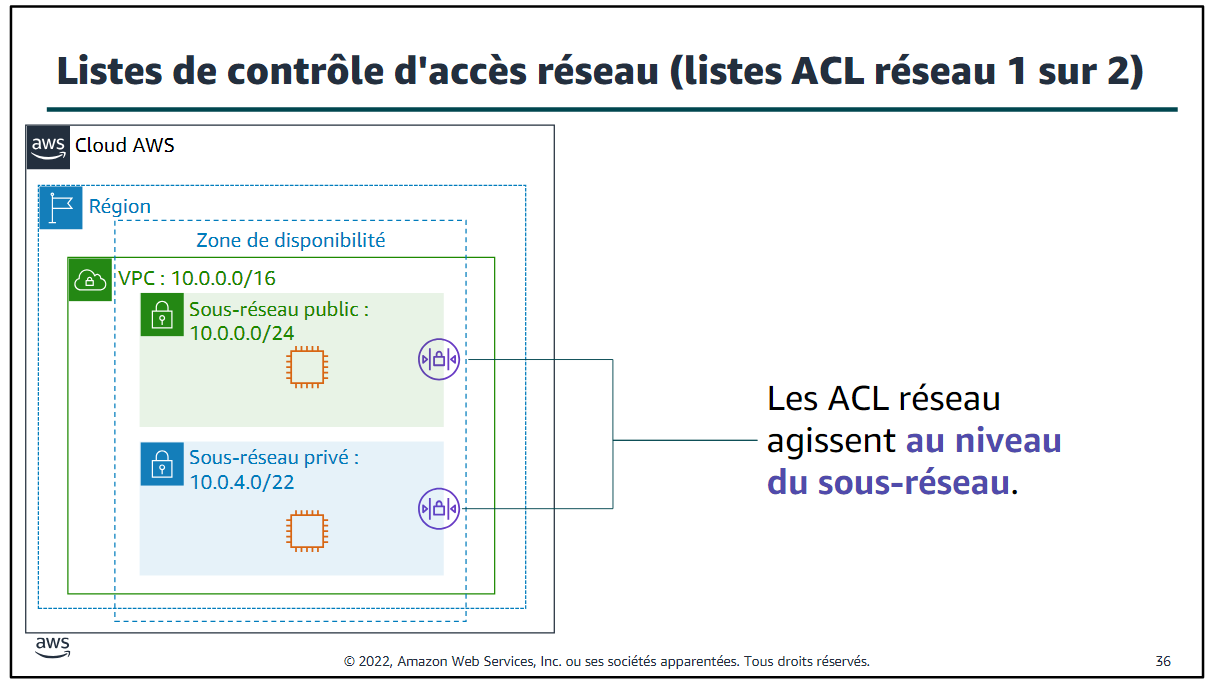 Listes de contrôle d'accès réseau (listes ACL réseau 1 sur 2)
aws
Cloud AWS
Région
Zone de disponibilité
VPC : 10.0.0.0/16
Sous-réseau public :
10.0.0.0/24
Sous-réseau privé :
10.0.4.0/22
Les ACL réseau
agissent au niveau
du sous-réseau.
aws
© 2022, Amazon Web Services, Inc. ou ses sociétés apparentées. Tous droits réservés.
36